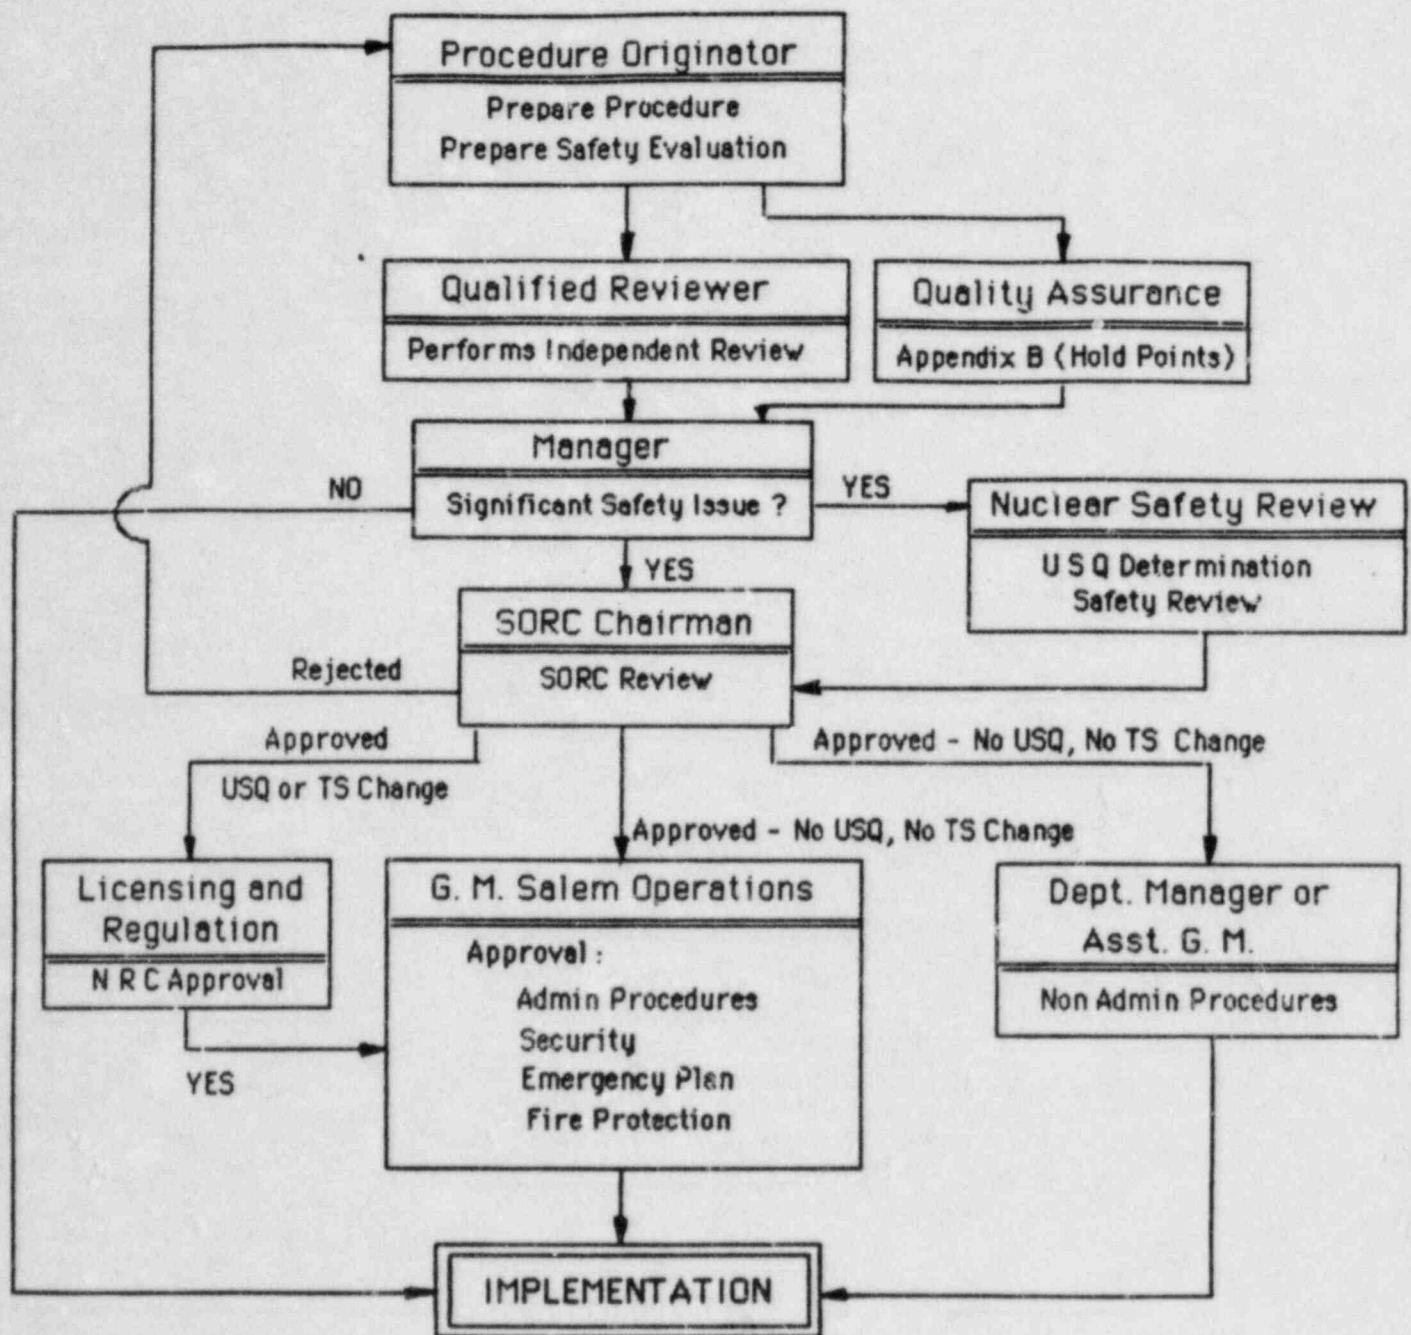 Procedure Originator
Prepare Procedure
Prepare Safety Evaluation
Qualified Reviewer
Performs Independent Review
Quality Assurance
Appendix B (Hold Points)
Manager
Significant Safety Issue ?
NO
YES
Nuclear Safety Review
U S Q Determination
Safety Review
YES
SORC Chairman
SORC Review
Rejected
Approved
USQ or TS Change
Approved - No USQ, No TS Change
Approved - No USQ, No TS Change
Licensing and
Regulation
N R C Approval
YES
G. M. Salem Operations
Approval :
Admin Procedures
Security
Emergency Plan
Fire Protection
Dept. Manager or
Asst. G. M.
Non Admin Procedures
IMPLEMENTATION